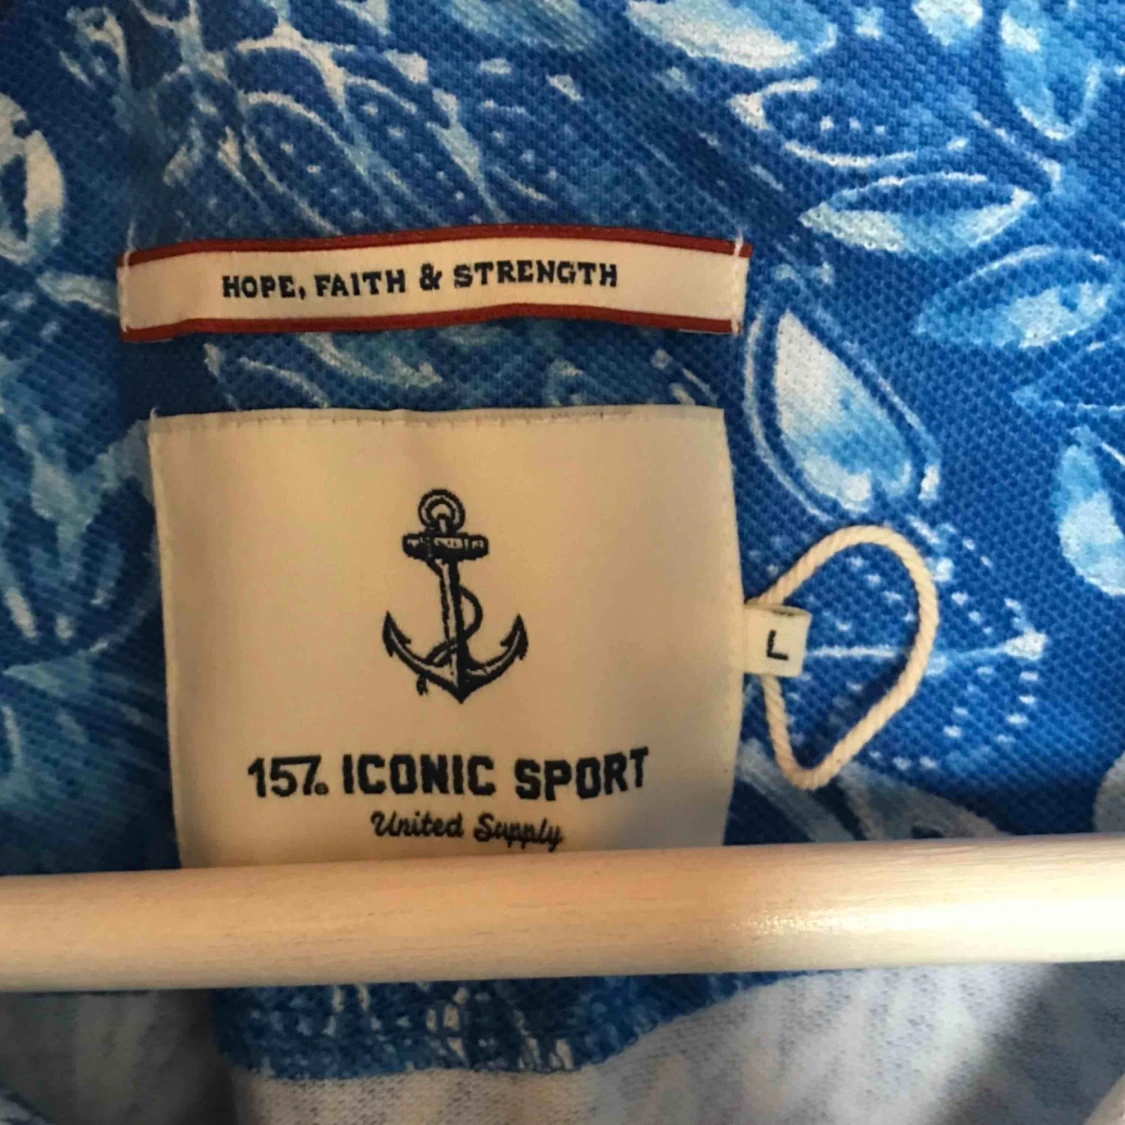 HOPE, FAITH & STRENGTH
157. ICONIC SPORT
United Supply
L